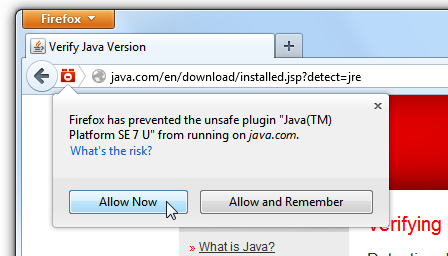 Firefox
Verify Java Version
java.com/en/download/installed.jsp?detect=jre
Firefox has prevented the unsafe plugin "Java(TM)
Platform SE 7 U" from running on java.com.
What's the risk?
Allow Now
Allow and Remember
Verifying
» What is Java?